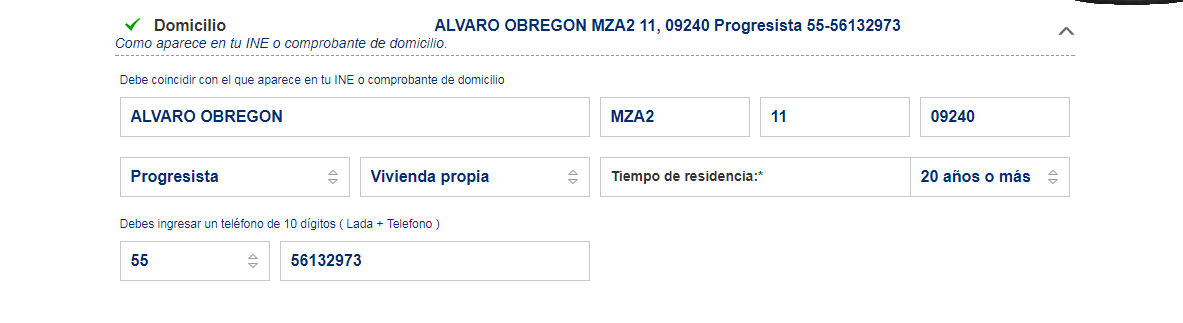 Domicilio ALVARO OBREGON MZA2 11, 09240 Progresista 55-56132973
Como aparece en tu INE o comprobante de domicilio.
Debe coincidir con el que aparece en tu INE o comprobante de domicilio
ALVARO OBREGON MZA2 11 09240
Progresista Vivienda propia Tiempo de residencia:* 20 años o más
Debes ingresar un teléfono de 10 dígitos ( Lada + Telefono )
55 56132973